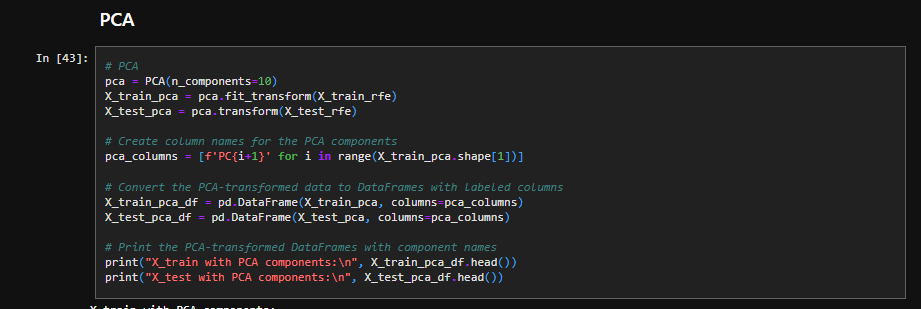 PCA
In [43]:
# PCA
pca = PCA(n_components=10)
X_train_pca = pca.fit_transform(X_train_rfe)
X_test_pca = pca.transform(X_test_rfe)
# Create column names for the PCA components
pca_columns = [f'PC{i+1}' for i in range(X_train_pca.shape[1])]
# Convert the PCA-transformed data to DataFrames with labeled columns
X_train_pca_df = pd.DataFrame(X_train_pca, columns=pca_columns)
X_test_pca_df = pd.DataFrame(X_test_pca, columns=pca_columns)
# Print the PCA-transformed DataFrames with component names
print("X_train with PCA components:\n", X_train_pca_df.head())
print("X_test with PCA components:\n", X_test_pca_df.head())
X_train with PCA components: